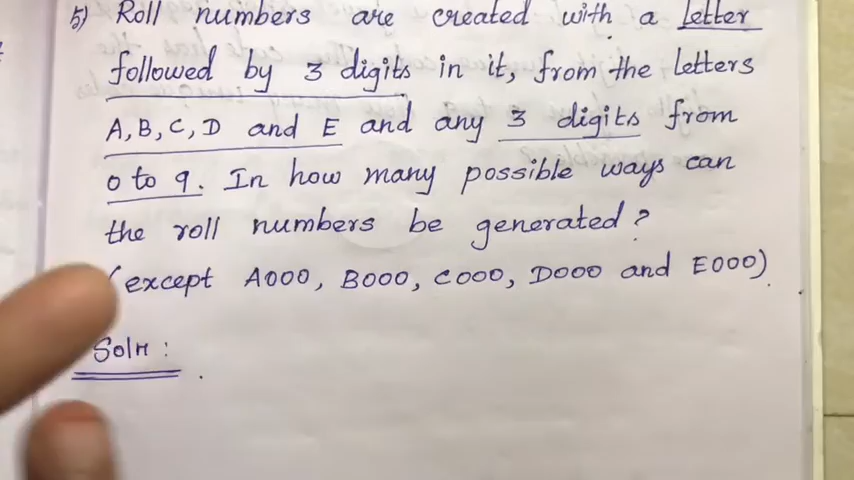 5) Roll numbers are created with a letter
followed by 3 digits in it, from the letters
A, B, C, D and E and any 3 digits from
0 to 9. In how many possible ways can
the roll numbers be generated?
(except A000, B000, C000, D000 and E000)
Soln :